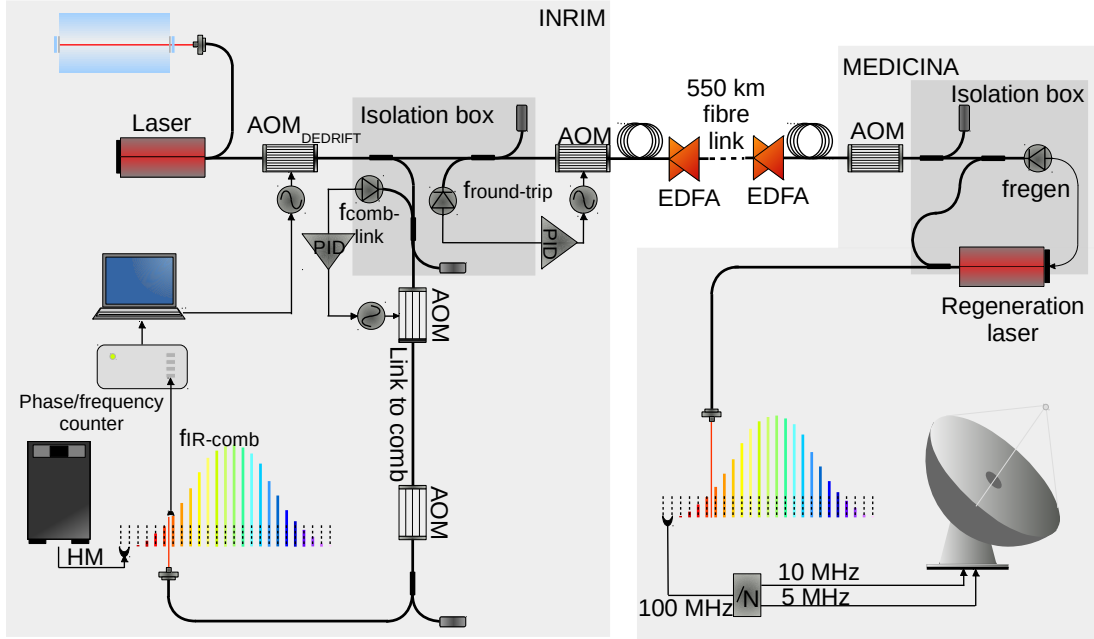 INRIM
MEDICINA
Isolation box
550 km
fibre
link
Isolation box
Laser
AOM
DEDRIFT
AOM
AOM
EDFA
EDFA
fround-trip
fregen
fcomb-
link
PID
PID
AOM
Regeneration
laser
Link to comb
Phase/frequency
counter
fIR-comb
AOM
HM
100 MHz
/N
10 MHz
5 MHz